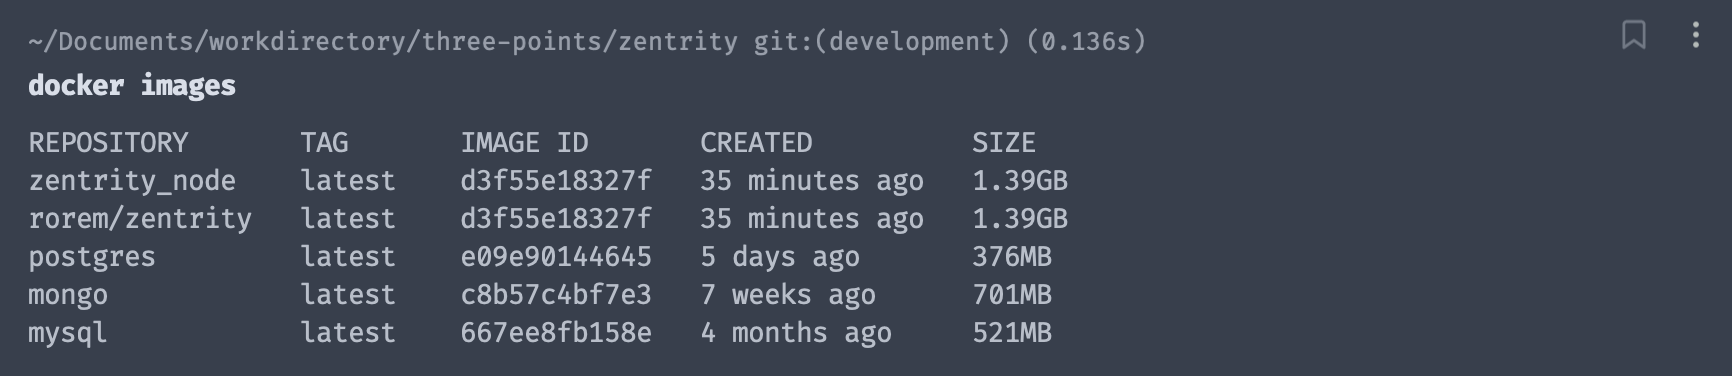 ~/Documents/workdirectory/three-points/zentrity git:(development) (0.136s)
docker images
REPOSITORY TAG IMAGE ID CREATED SIZE
zentrity_node latest d3f55e18327f 35 minutes ago 1.39GB
rorem/zentrity latest d3f55e18327f 35 minutes ago 1.39GB
postgres latest e09e90144645 5 days ago 376MB
mongo latest c8b57c4bf7e3 7 weeks ago 701MB
mysql latest 667ee8fb158e 4 months ago 521MB